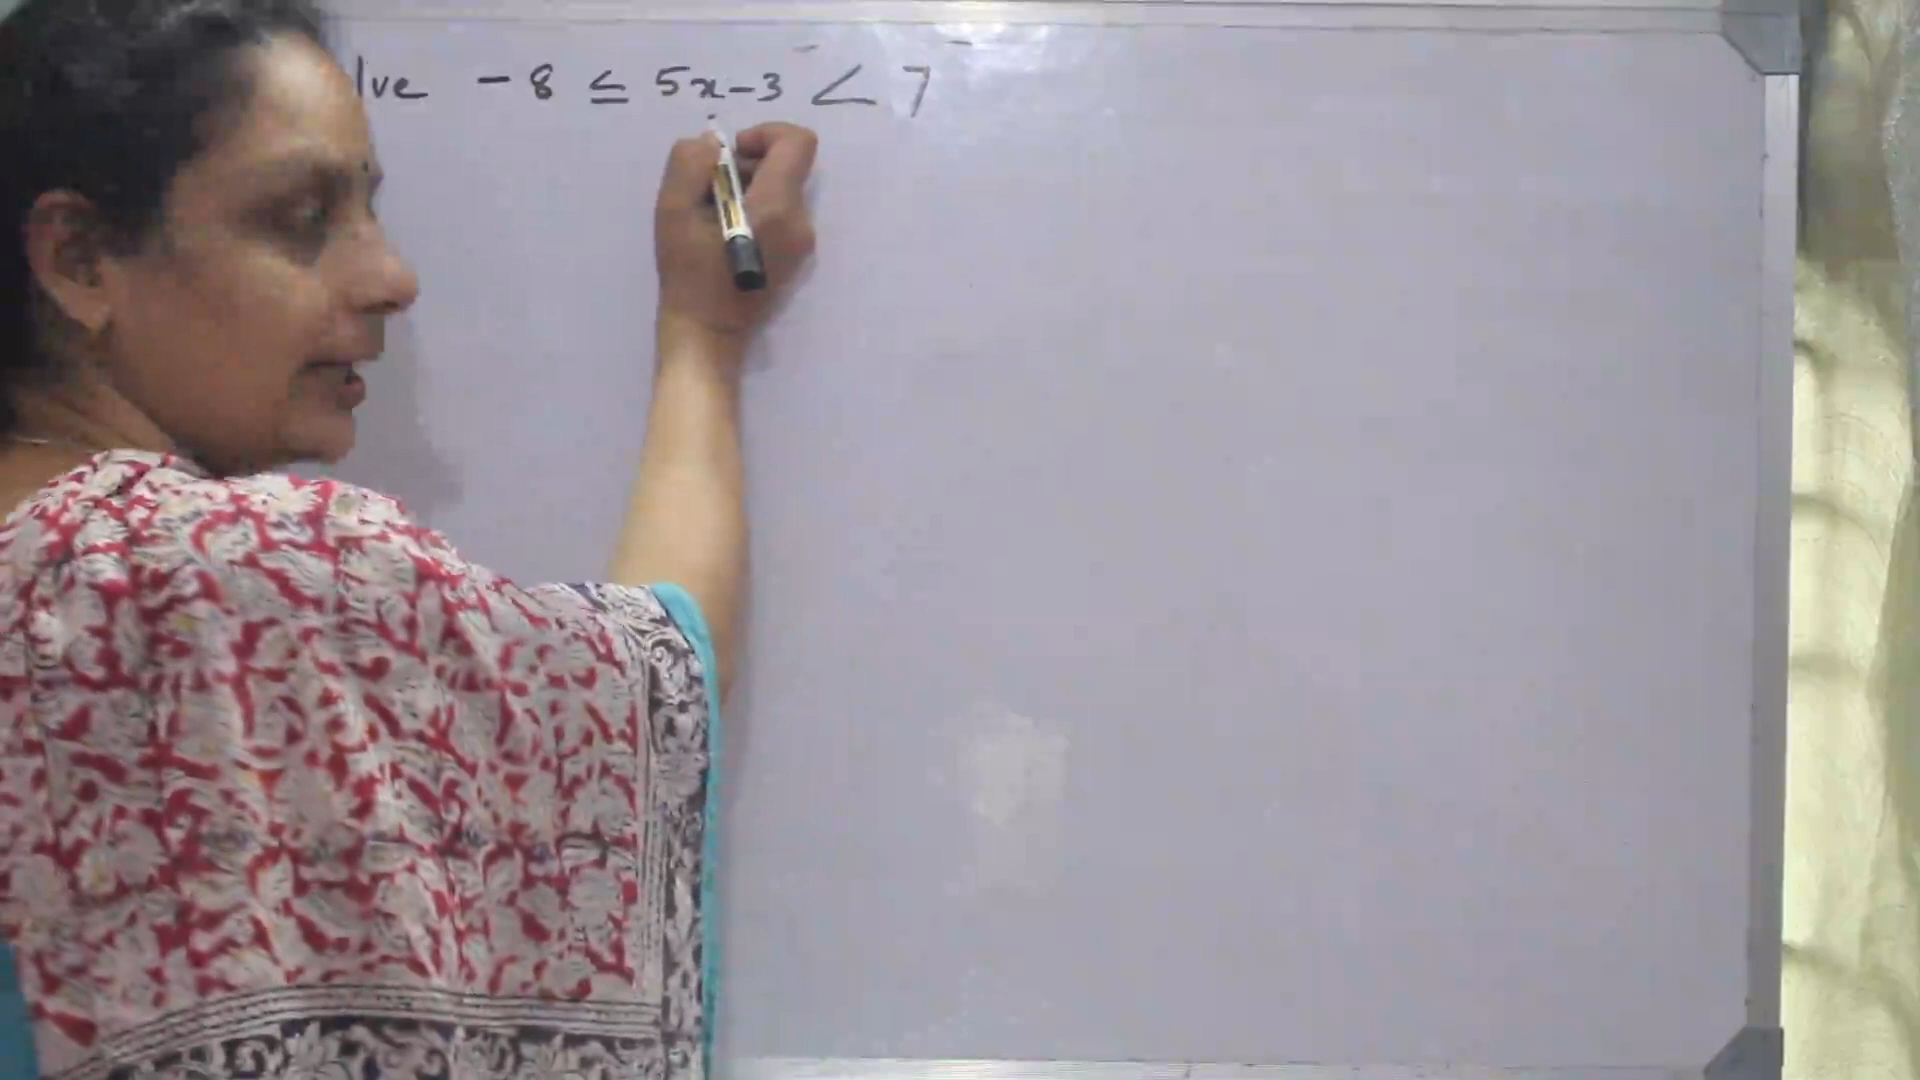 lve - 8 ≤ 5x-3 < 7